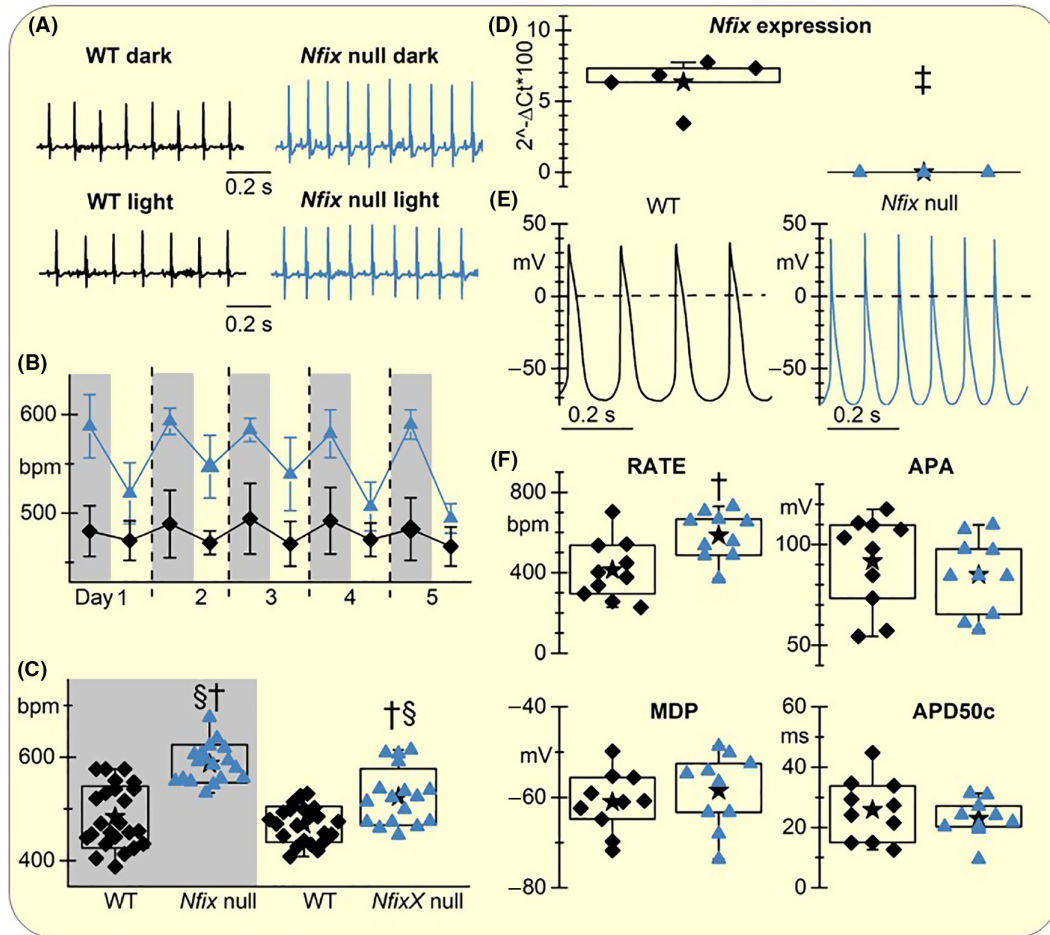 (A)
WT dark
Nfix null dark
0.2 s
WT light
Nfix null light
0.2 s
(B)
600
bpm
500
Day 1 2 3 4 5
(C)
bpm
600
400
§†
†§
WT Nfix null WT NfixX null
(D)
Nfix expression
10
5
0
2^-ΔCt*100
‡
(E)
WT
Nfix null
50
mV
0
−50
0.2 s
50
mV
0
−50
0.2 s
(F)
RATE
800
bpm
400
0
†
APA
mV
100
50
MDP
−40
mV
−60
−80
APD50c
60
ms
40
20
0